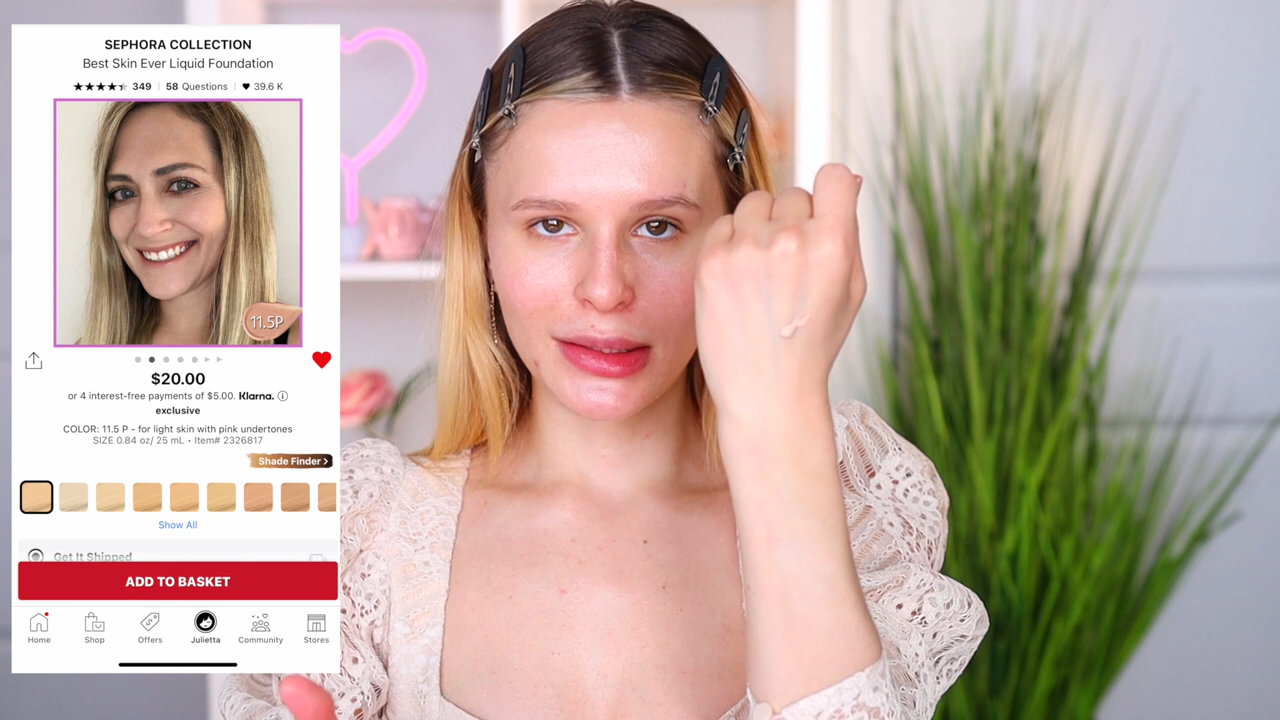 SEPHORA COLLECTION
Best Skin Ever Liquid Foundation
349 | 58 Questions | 39.6 K
11.5P
$20.00
or 4 interest-free payments of $5.00. Klarna.
exclusive
COLOR: 11.5 P - for light skin with pink undertones
SIZE 0.84 oz/ 25 mL • Item# 2326817
Shade Finder >
Show All
Get It Shipped
ADD TO BASKET
Home Shop Offers Julietta Community Stores